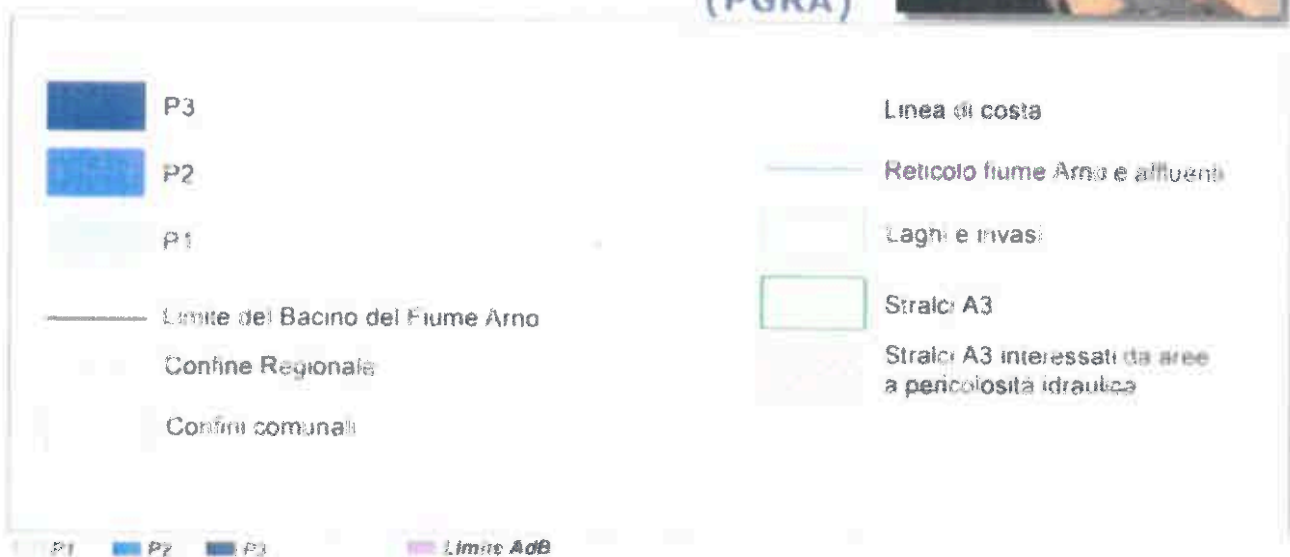 (PGRA)
P3
P2
P1
Limite del Bacino del Fiume Arno
Confine Regionale
Confini comunali
Linea di costa
Reticolo fiume Arno e affluenti
Laghi e invasi
Stralci A3
Stralci A3 interessati da aree
a pericolosità idraulica
P1 P2 P3 Limite AdB